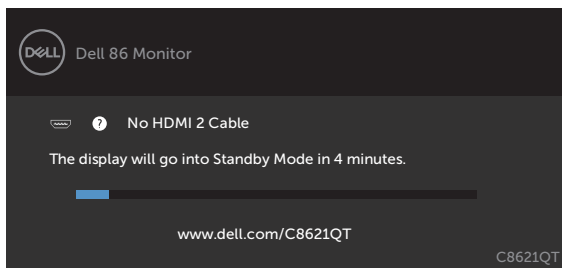 DELL
Dell 86 Monitor
? No HDMI 2 Cable
The display will go into Standby Mode in 4 minutes.
www.dell.com/C8621QT
C8621QT